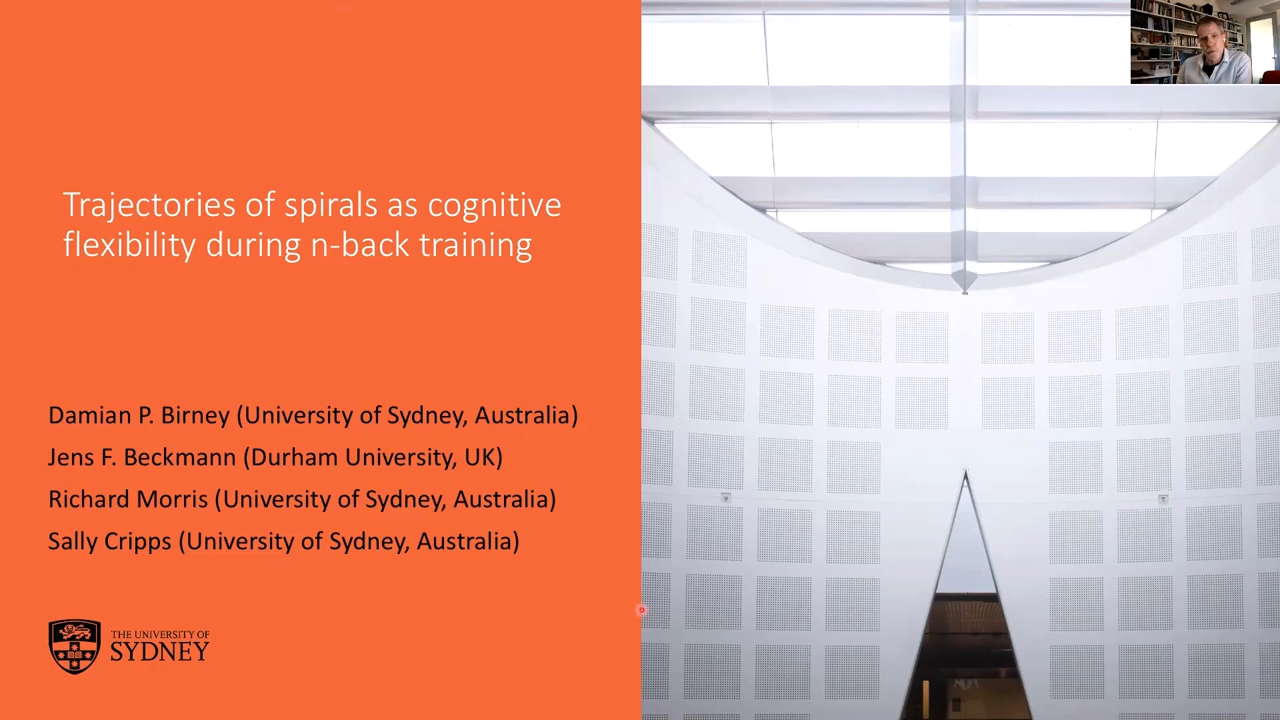 Trajectories of spirals as cognitive
flexibility during n-back training
Damian P. Birney (University of Sydney, Australia)
Jens F. Beckmann (Durham University, UK)
Richard Morris (University of Sydney, Australia)
Sally Cripps (University of Sydney, Australia)
THE UNIVERSITY OF
SYDNEY